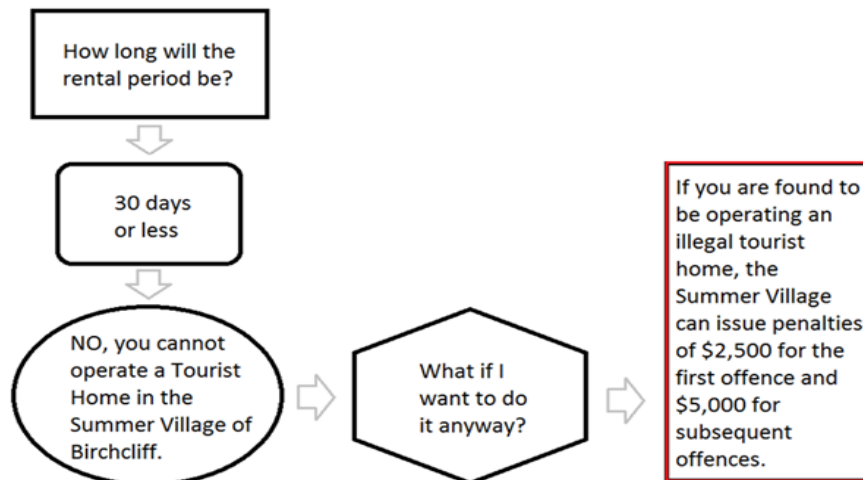 How long will the
rental period be?
30 days
or less
NO, you cannot
operate a Tourist
Home in the
Summer Village of
Birchcliff.
What if I
want to do
it anyway?
If you are found to
be operating an
illegal tourist
home, the
Summer Village
can issue penalties
of $2,500 for the
first offence and
$5,000 for
subsequent
offences.